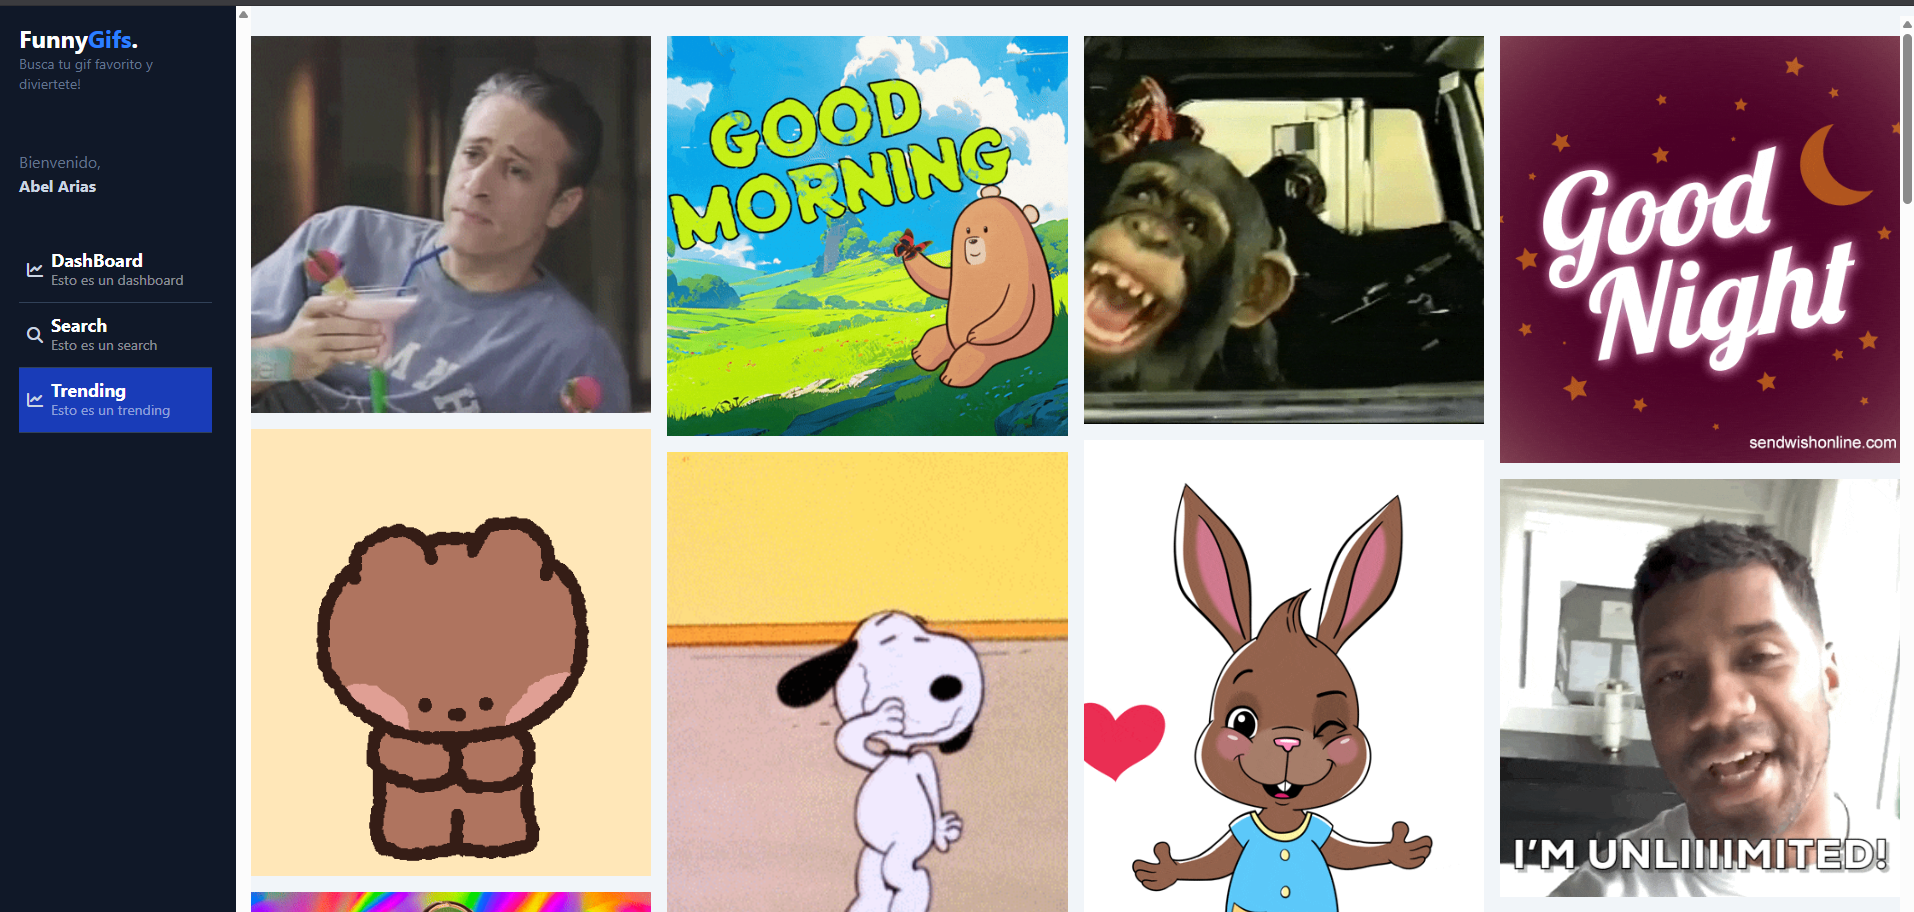 FunnyGifs.
Busca tu gif favorito y
diviertete!
Bienvenido,
Abel Arias
DashBoard
Esto es un dashboard
Search
Esto es un search
Trending
Esto es un trending
GOOD
MORNING
Good
Night
sendwishonline.com
I'M UNLIIIIMITED!